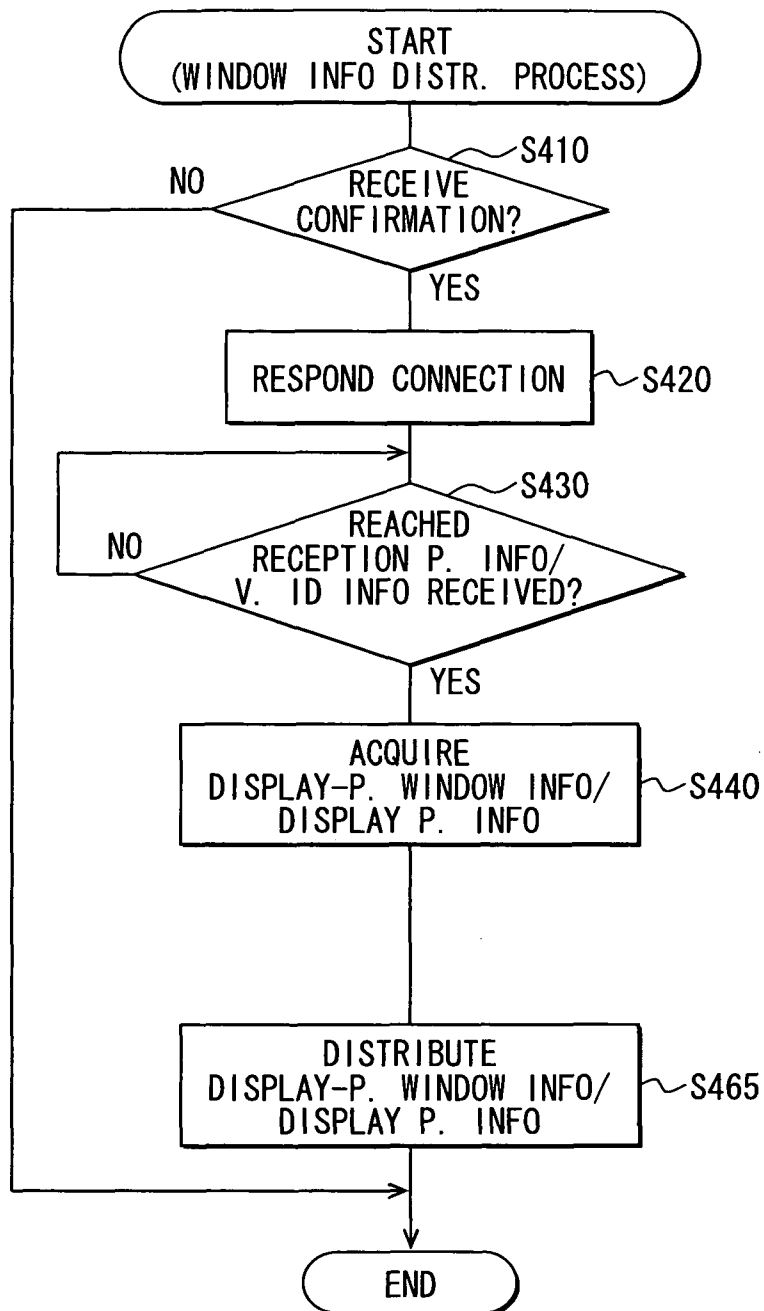 START
(WINDOW INFO DISTR. PROCESS)
S410
NO
RECEIVE
CONFIRMATION?
YES
RESPOND CONNECTION
S420
S430
REACHED
NO
RECEPTION P. INFO/
V. ID INFO RECEIVED?
YES
ACQUIRE
DISPLAY-P. WINDOW INFO/
DISPLAY P. INFO
S440
DISTRIBUTE
DISPLAY-P. WINDOW INFO/
DISPLAY P. INFO
S465
END